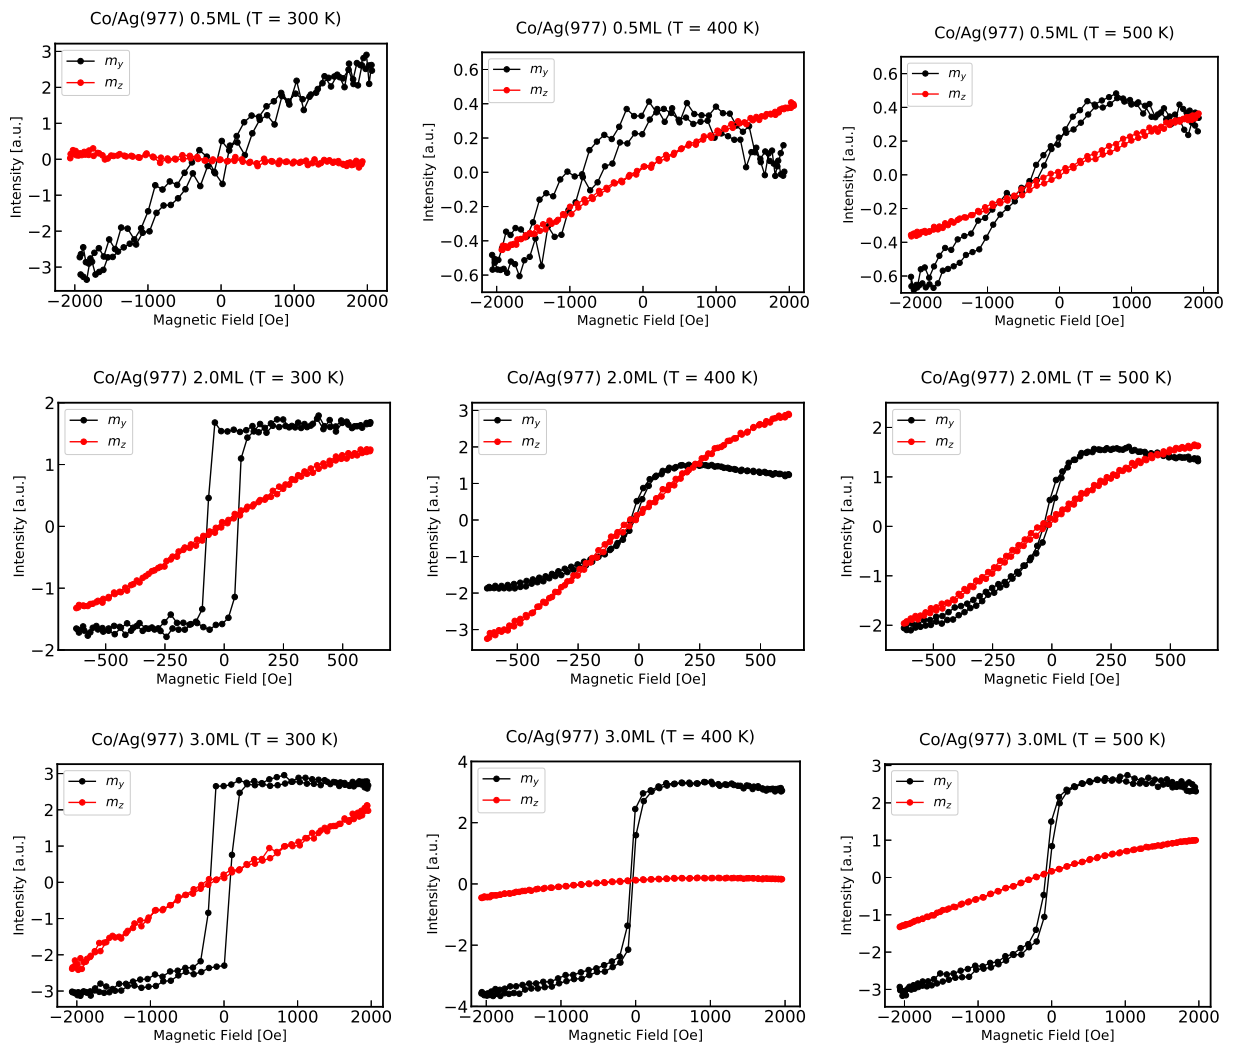 Co/Ag(977) 0.5ML (T = 300 K)
Intensity [a.u.]
3
2
1
0
−1
−2
−3
m_y
m_z
−2000 −1000 0 1000 2000
Magnetic Field [Oe]
Co/Ag(977) 0.5ML (T = 400 K)
Intensity [a.u.]
0.6
0.4
0.2
0.0
−0.2
−0.4
−0.6
m_y
m_z
−2000 −1000 0 1000 2000
Magnetic Field [Oe]
Co/Ag(977) 0.5ML (T = 500 K)
Intensity [a.u.]
0.6
0.4
0.2
0.0
−0.2
−0.4
−0.6
m_y
m_z
−2000 −1000 0 1000 2000
Magnetic Field [Oe]
Co/Ag(977) 2.0ML (T = 300 K)
Intensity [a.u.]
2
1
0
−1
−2
m_y
m_z
−500 −250 0 250 500
Magnetic Field [Oe]
Co/Ag(977) 2.0ML (T = 400 K)
Intensity [a.u.]
3
2
1
0
−1
−2
−3
m_y
m_z
−500 −250 0 250 500
Magnetic Field [Oe]
Co/Ag(977) 2.0ML (T = 500 K)
Intensity [a.u.]
2
1
0
−1
−2
m_y
m_z
−500 −250 0 250 500
Magnetic Field [Oe]
Co/Ag(977) 3.0ML (T = 300 K)
Intensity [a.u.]
3
2
1
0
−1
−2
−3
m_y
m_z
−2000 −1000 0 1000 2000
Magnetic Field [Oe]
Co/Ag(977) 3.0ML (T = 400 K)
Intensity [a.u.]
4
2
0
−2
−4
m_y
m_z
−2000 −1000 0 1000 2000
Magnetic Field [Oe]
Co/Ag(977) 3.0ML (T = 500 K)
Intensity [a.u.]
3
2
1
0
−1
−2
−3
m_y
m_z
−2000 −1000 0 1000 2000
Magnetic Field [Oe]